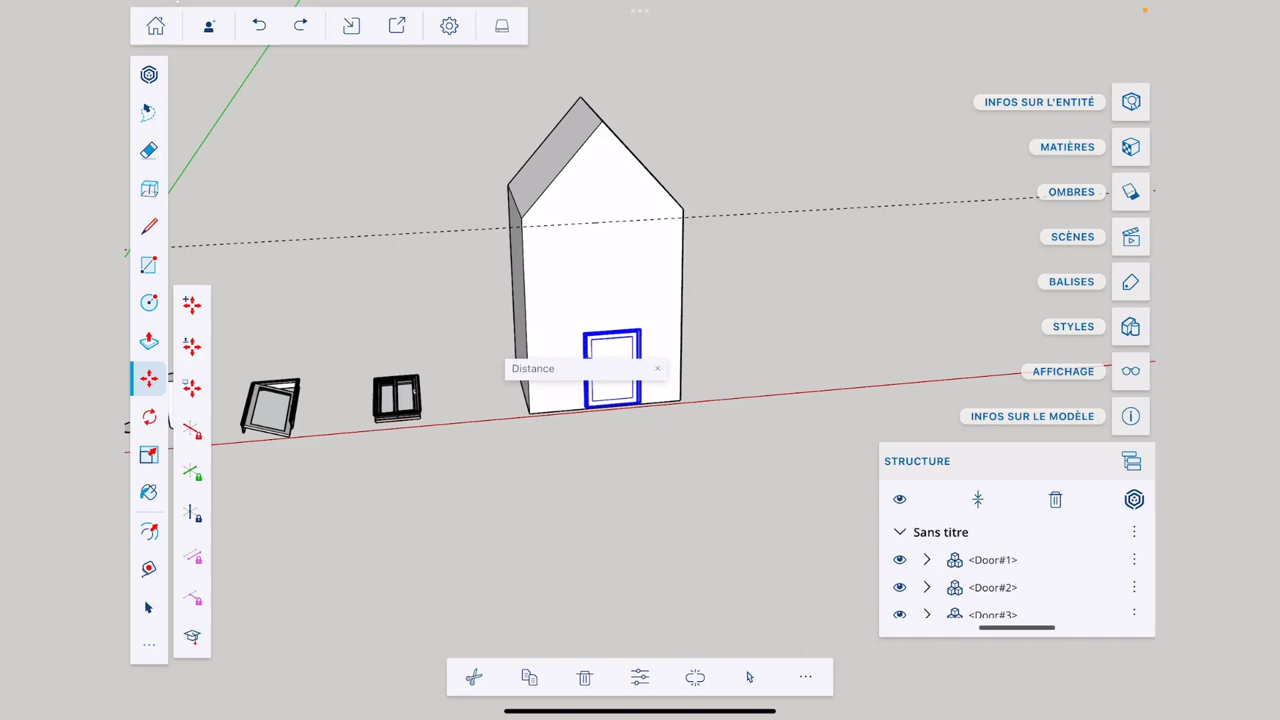 INFOS SUR L'ENTITÉ
MATIÈRES
OMBRES
SCÈNES
BALISES
STYLES
AFFICHAGE
INFOS SUR LE MODÈLE
Distance
STRUCTURE
Sans titre
<Door#1>
<Door#2>
<Door#3>